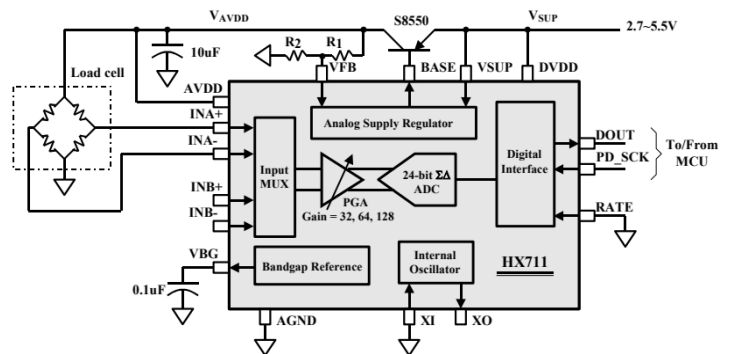 V_AVDD
S8550
V_SUP
2.7~5.5V
10uF
R₂
R₁
Load cell
VFB
BASE
VSUP
DVDD
AVDD
INA+
INA-
INB+
INB-
VBG
0.1uF
Analog Supply Regulator
Input
MUX
PGA
Gain = 32, 64, 128
24-bit ΣΔ
ADC
Digital
Interface
DOUT
PD_SCK
To/From
MCU
RATE
Bandgap Reference
Internal
Oscillator
HX711
AGND
XI
XO